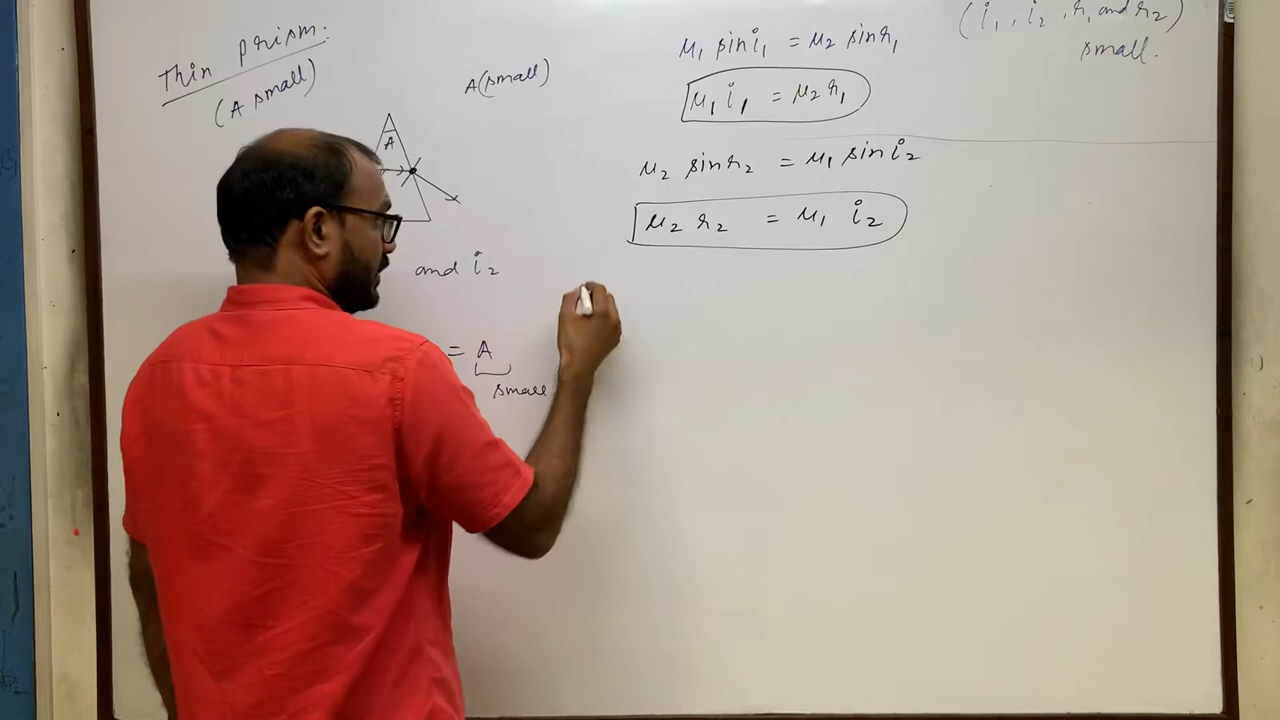 Thin prism:
(A small)
A(small)
A
and i₂
= A
small
μ₁ sin i₁ = μ₂ sin r₁
μ₁ i₁ = μ₂ r₁
μ₂ sin r₂ = μ₁ sin i₂
μ₂ r₂ = μ₁ i₂
(i₁, i₂, r₁ and r₂)
small.